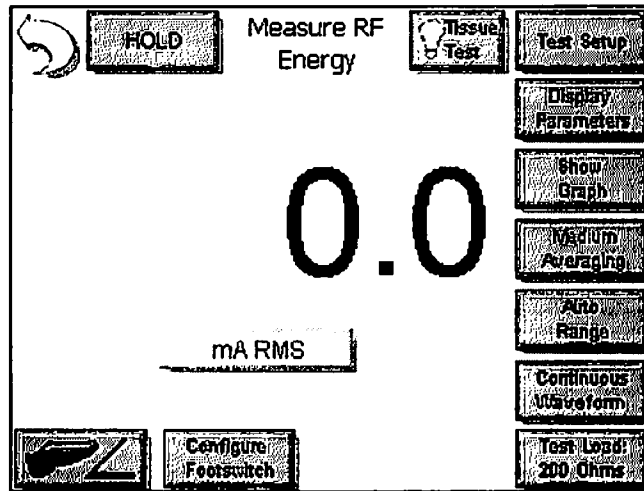 HOLD
Measure RF
Energy
Tissue
Test
Test Setup
Display
Parameters
Show
Graph
Medium
Averaging
Auto
Range
Continuous
Waveform
Test Load:
200 Ohms
0.0
mA RMS
Configure
Footswitch